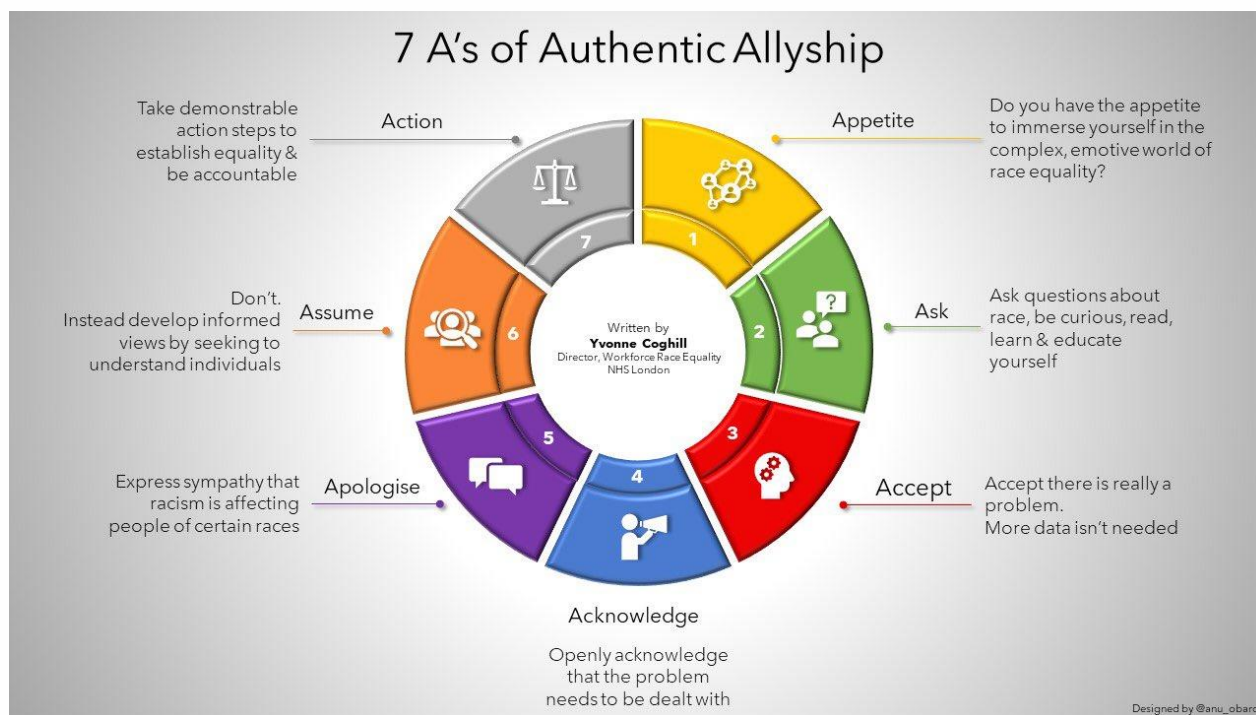 7 A's of Authentic Allyship
1
Appetite
Do you have the appetite
to immerse yourself in the
complex, emotive world of
race equality?
2
?
Ask
Ask questions about
race, be curious, read,
learn & educate
yourself
3
Accept
Accept there is really a
problem.
More data isn't needed
4
Acknowledge
Openly acknowledge
that the problem
needs to be dealt with
5
Apologise
Express sympathy that
racism is affecting
people of certain races
6
Assume
Don't.
Instead develop informed
views by seeking to
understand individuals
7
Action
Take demonstrable
action steps to
establish equality &
be accountable
Written by
Yvonne Coghill
Director, Workforce Race Equality
NHS London
Designed by